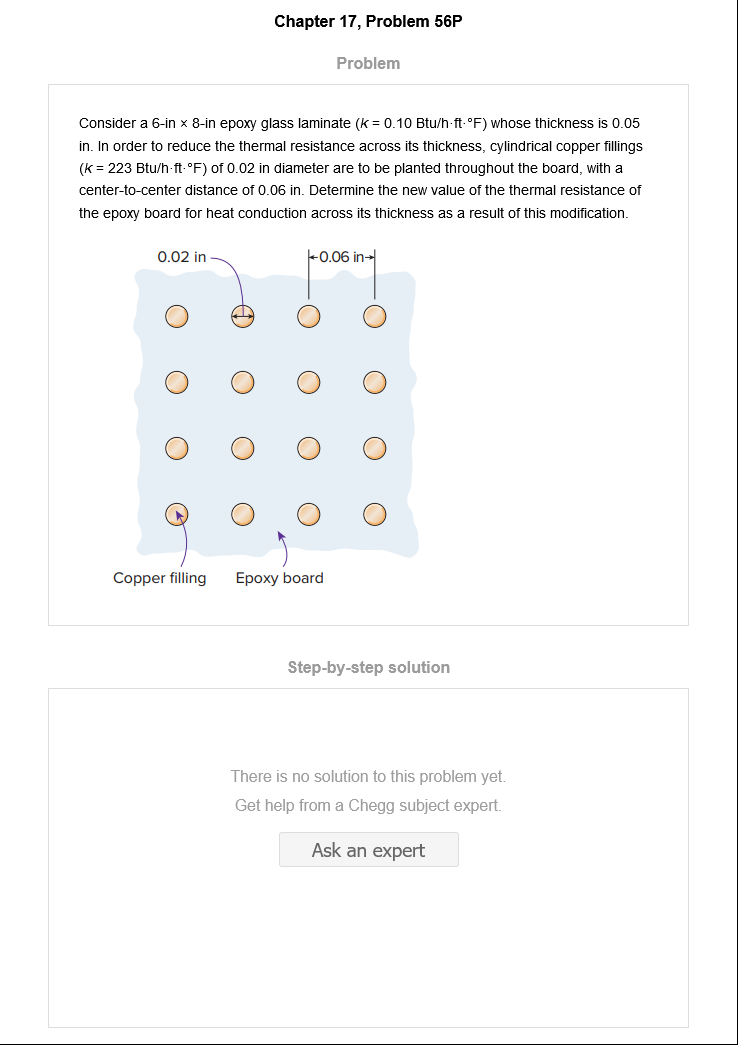 Chapter 17, Problem 56P
Problem
Consider a 6-in × 8-in epoxy glass laminate (k = 0.10 Btu/h·ft·°F) whose thickness is 0.05
in. In order to reduce the thermal resistance across its thickness, cylindrical copper fillings
(k = 223 Btu/h·ft·°F) of 0.02 in diameter are to be planted throughout the board, with a
center-to-center distance of 0.06 in. Determine the new value of the thermal resistance of
the epoxy board for heat conduction across its thickness as a result of this modification.
0.02 in
0.06 in
Copper filling
Epoxy board
Step-by-step solution
There is no solution to this problem yet.
Get help from a Chegg subject expert.
Ask an expert